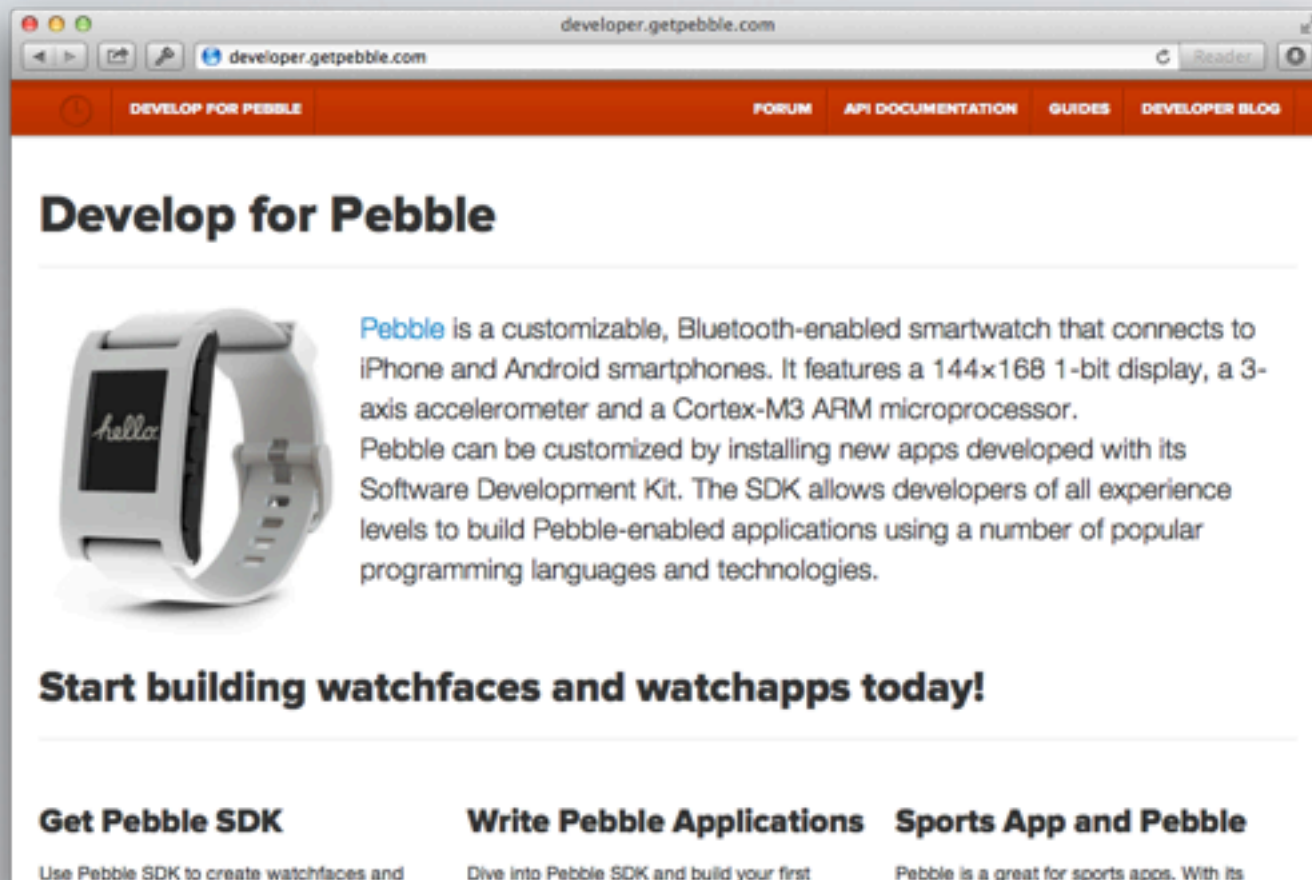 developer.getpebble.com
developer.getpebble.com
Reader
DEVELOP FOR PEBBLE
FORUM
API DOCUMENTATION
GUIDES
DEVELOPER BLOG
Develop for Pebble
hello
Pebble is a customizable, Bluetooth-enabled smartwatch that connects to
iPhone and Android smartphones. It features a 144×168 1-bit display, a 3-
axis accelerometer and a Cortex-M3 ARM microprocessor.
Pebble can be customized by installing new apps developed with its
Software Development Kit. The SDK allows developers of all experience
levels to build Pebble-enabled applications using a number of popular
programming languages and technologies.
Start building watchfaces and watchapps today!
Get Pebble SDK
Use Pebble SDK to create watchfaces and
Write Pebble Applications
Dive into Pebble SDK and build your first
Sports App and Pebble
Pebble is a great for sports apps. With its